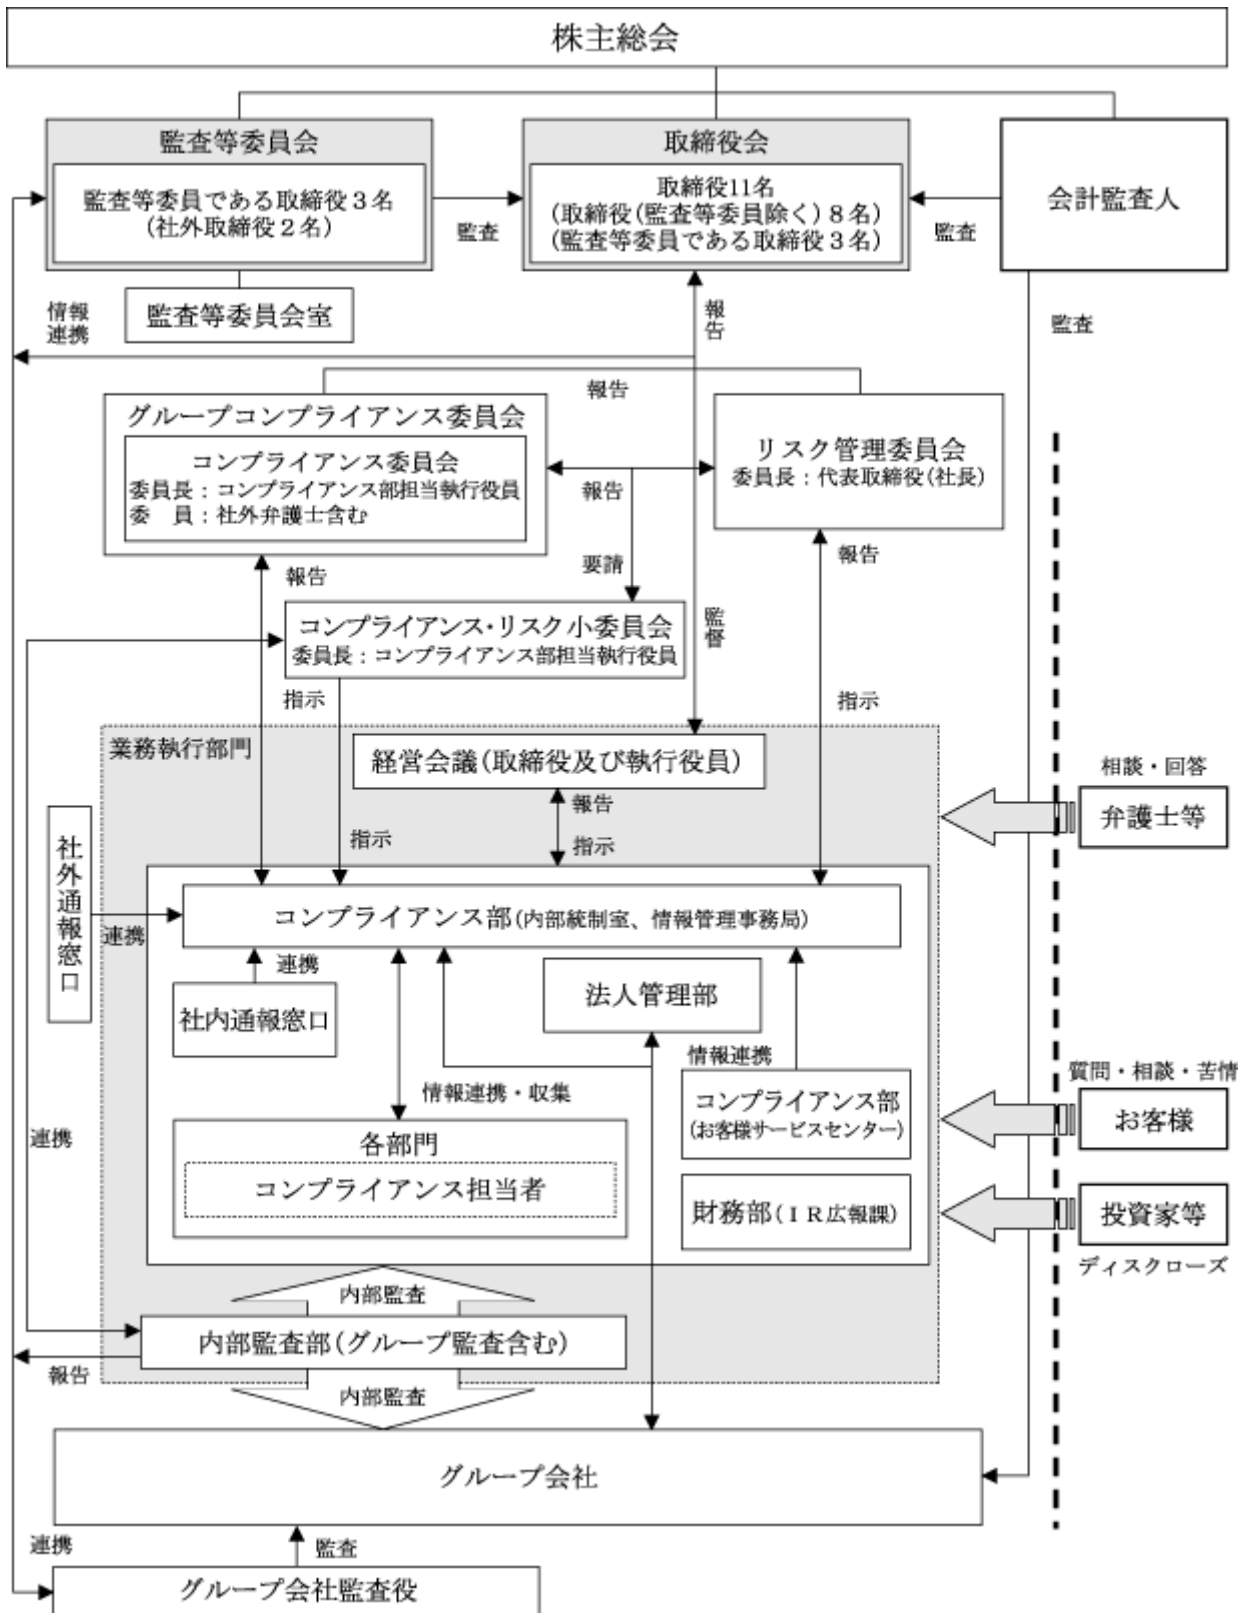 株主総会
監査等委員会
監査等委員である取締役３名
(社外取締役２名)
監査
取締役会
取締役11名
(取締役(監査等委員除く)８名)
(監査等委員である取締役３名)
監査
会計監査人
監査等委員会室
情報
連携
報告
監査
報告
グループコンプライアンス委員会
コンプライアンス委員会
委員長：コンプライアンス部担当執行役員
委　員：社外弁護士含む
報告
要請
リスク管理委員会
委員長：代表取締役(社長)
報告
報告
コンプライアンス・リスク小委員会
委員長：コンプライアンス部担当執行役員
監督
指示
指示
業務執行部門
経営会議(取締役及び執行役員)
報告
指示
指示
相談・回答
弁護士等
社外通報窓口
連携
コンプライアンス部(内部統制室、情報管理事務局)
連携
社内通報窓口
法人管理部
情報連携
情報連携・収集
コンプライアンス部
(お客様サービスセンター)
質問・相談・苦情
お客様
連携
各部門
コンプライアンス担当者
財務部(ＩＲ広報課)
投資家等
ディスクローズ
内部監査
内部監査部(グループ監査含む)
報告
内部監査
グループ会社
連携
監査
グループ会社監査役